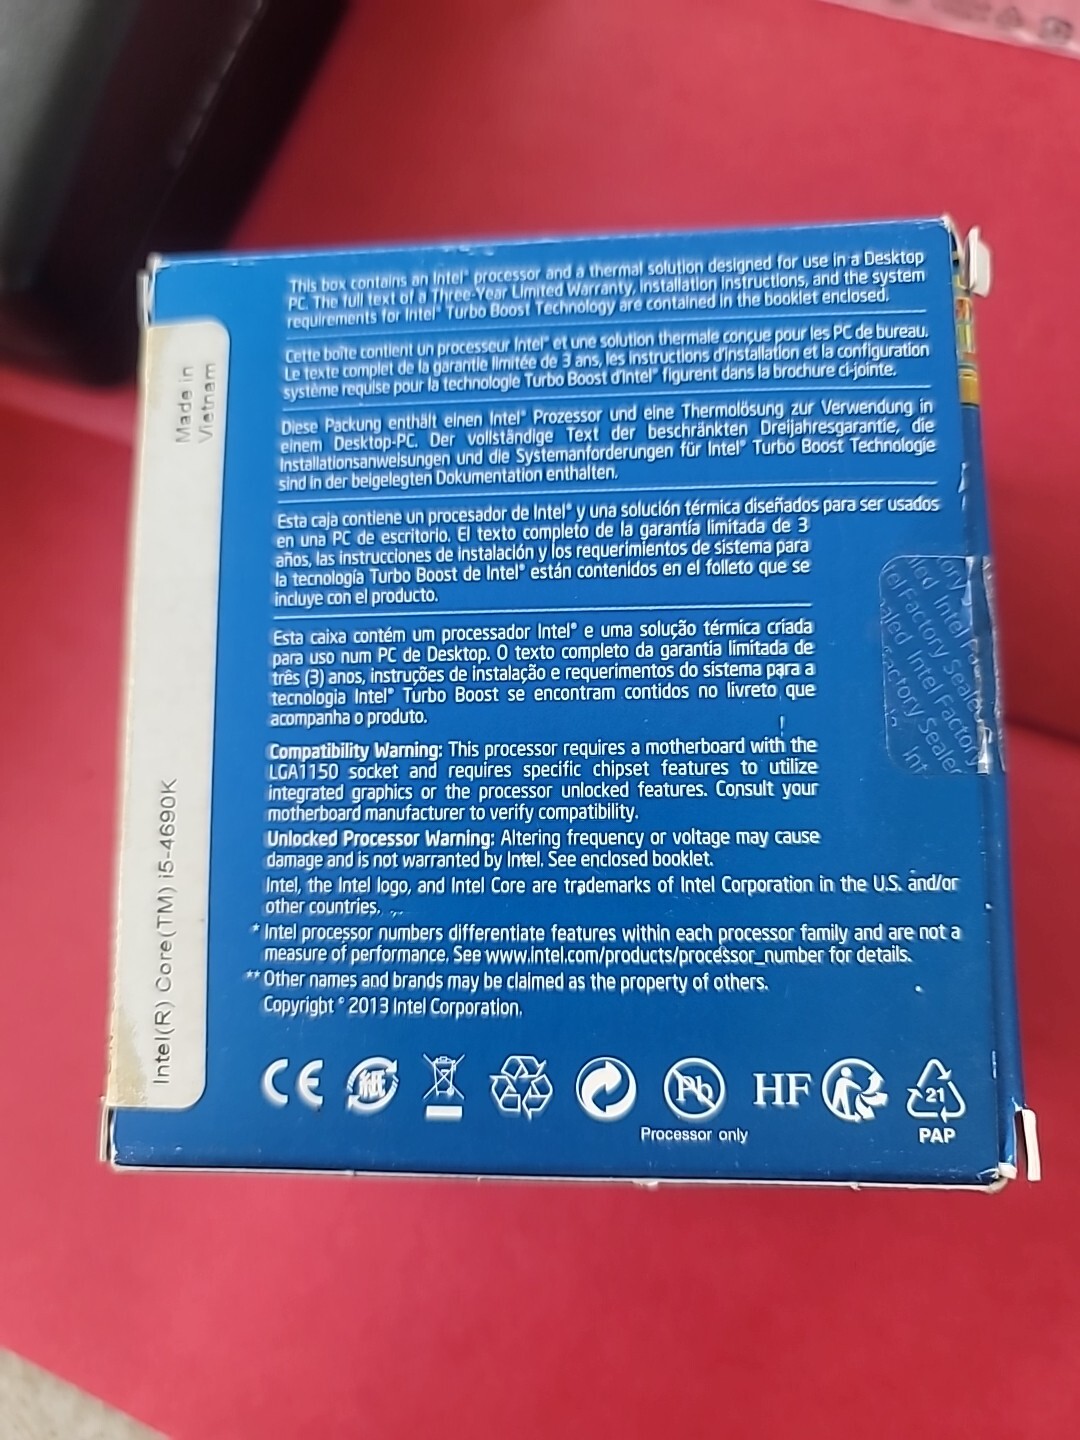 This box contains an Intel® processor and a thermal solution designed for use in a Desktop
PC. The full text of a Three-Year Limited Warranty, installation instructions, and the system
requirements for Intel® Turbo Boost Technology are contained in the booklet enclosed.
Cette boîte contient un processeur Intel® et une solution thermale conçue pour les PC de bureau.
Le texte complet de la garantie limitée de 3 ans, les instructions d'installation et la configuration
système requise pour la technologie Turbo Boost d'Intel® figurent dans la brochure ci-jointe.
Diese Packung enthält einen Intel® Prozessor und eine Thermolösung zur Verwendung in
einem Desktop-PC. Der vollständige Text der beschränkten Dreijahresgarantie, die
Installationsanweisungen und die Systemanforderungen für Intel® Turbo Boost Technologie
sind in der beigelegten Dokumentation enthalten.
Esta caja contiene un procesador de Intel® y una solución térmica diseñados para ser usados
en una PC de escritorio. El texto completo de la garantía limitada de 3
años, las instrucciones de instalación y los requerimientos de sistema para
la tecnología Turbo Boost de Intel® están contenidos en el folleto que se
incluye con el producto.
Esta caixa contém um processador Intel® e uma solução térmica criada
para uso num PC de Desktop. O texto completo da garantia limitada de
três (3) anos, instruções de instalação e requerimentos do sistema para a
tecnologia Intel® Turbo Boost se encontram contidos no livreto que
acompanha o produto.
Compatibility Warning: This processor requires a motherboard with the
LGA1150 socket and requires specific chipset features to utilize
integrated graphics or the processor unlocked features. Consult your
motherboard manufacturer to verify compatibility.
Unlocked Processor Warning: Altering frequency or voltage may cause
damage and is not warranted by Intel. See enclosed booklet.
Intel, the Intel logo, and Intel Core are trademarks of Intel Corporation in the U.S. and/or
other countries.
* Intel processor numbers differentiate features within each processor family and are not a
measure of performance. See www.intel.com/products/processor_number for details.
** Other names and brands may be claimed as the property of others.
Copyright © 2013 Intel Corporation.
CE
紙
Pb
HF
21
Processor only
PAP
Made in
Vietnam
Intel(R) Core(TM) i5-4690K
Intel Factory
Factory Sealed
Intel Factory
Factory Sealed